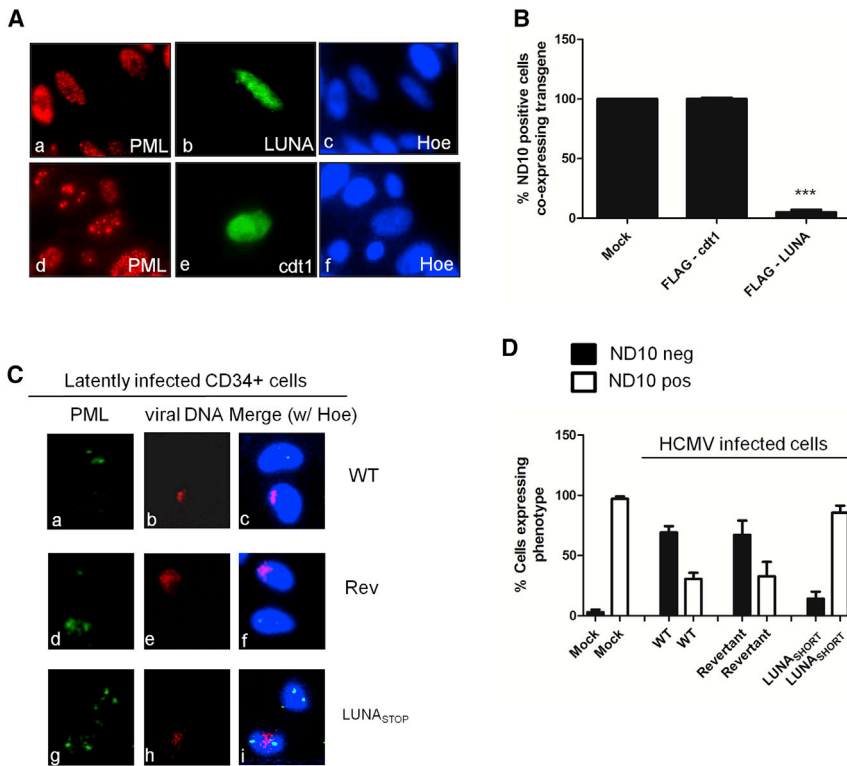 A
a
PML
b
LUNA
c
Hoe
d
PML
e
cdt1
f
Hoe
B
% ND10 positive cells
co-expressing transgene
150
100
50
0
***
Mock
FLAG - cdt1
FLAG - LUNA
C
Latently infected CD34+ cells
PML
viral DNA
Merge (w/ Hoe)
a
b
c
WT
d
e
f
Rev
g
h
i
LUNASTOP
D
ND10 neg
ND10 pos
HCMV infected cells
% Cells expressing
phenotype
150
100
50
0
Mock
Mock
WT
WT
Revertant
Revertant
LUNASHORT
LUNASHORT